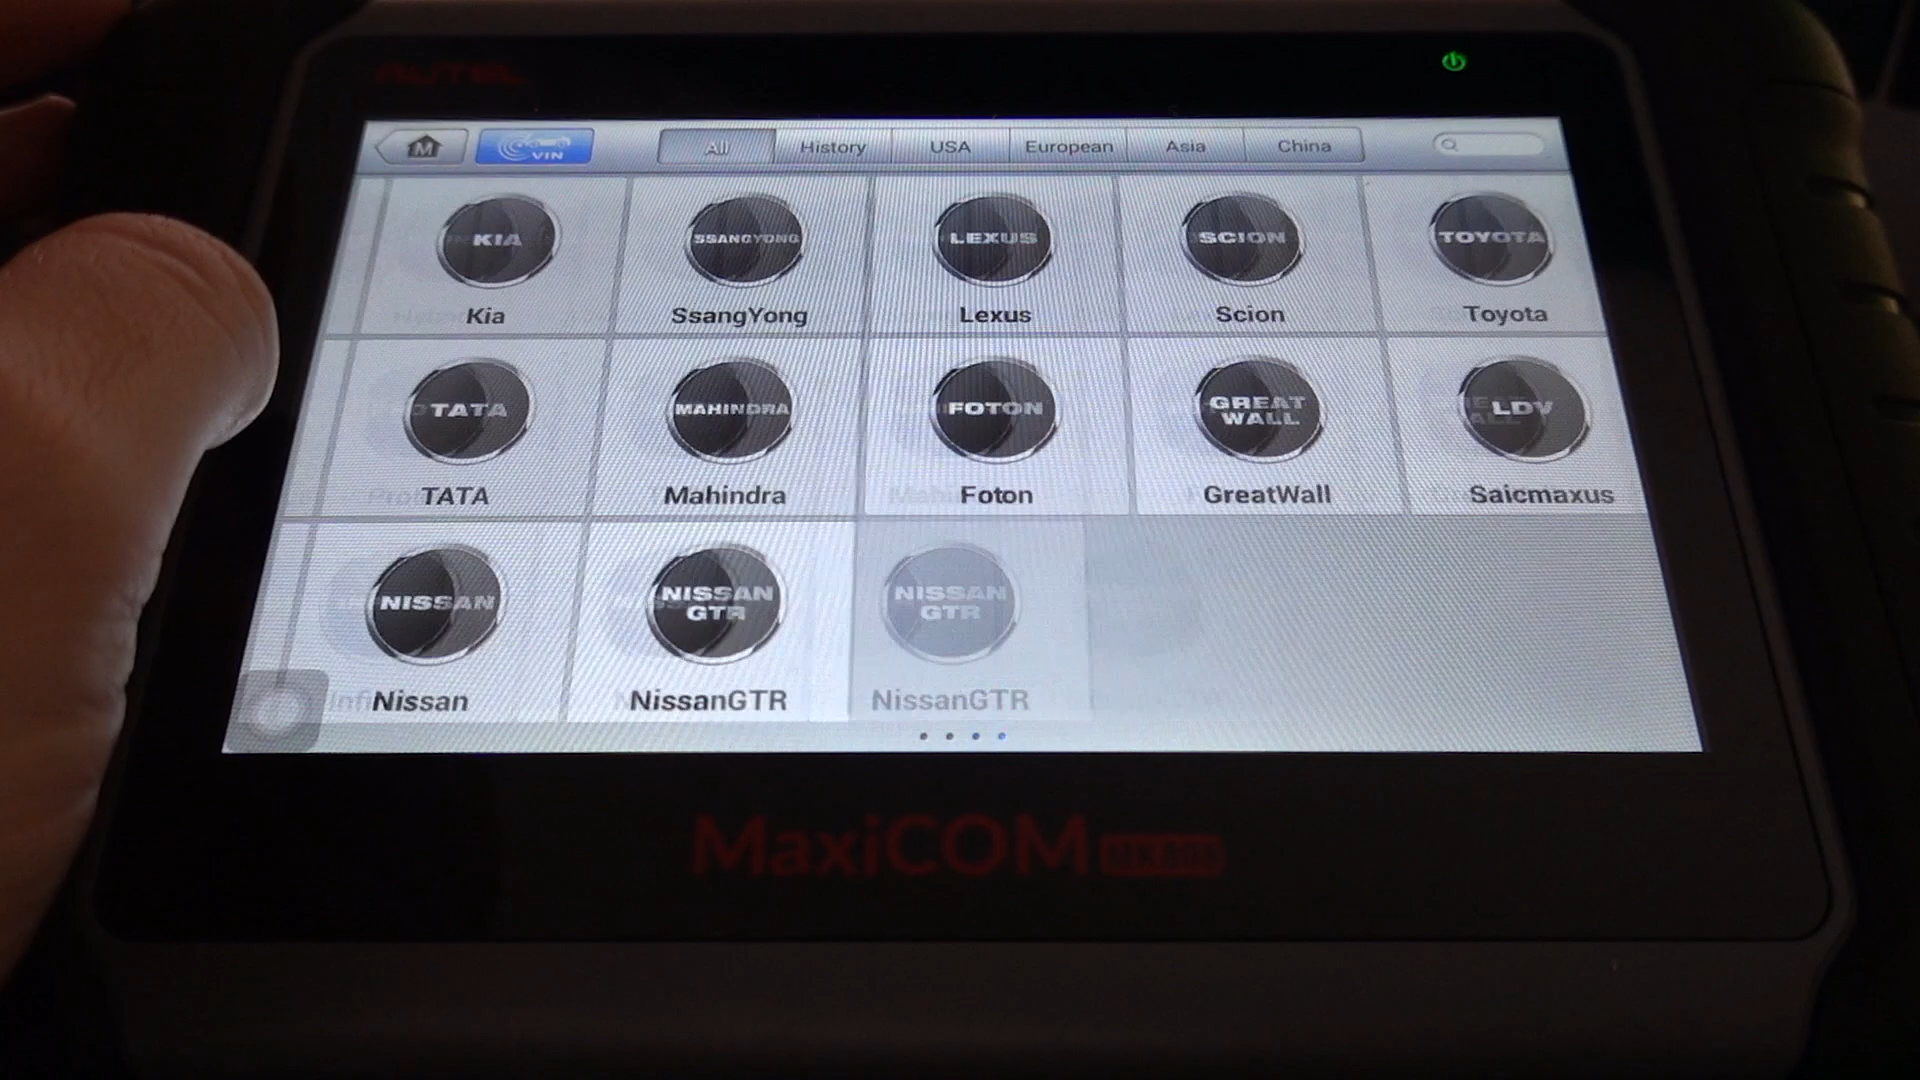 AUTEL
M VIN All History USA European Asia China
KIA SSANGYONG LEXUS SCION TOYOTA
Kia SsangYong Lexus Scion Toyota
TATA MAHINDRA FOTON GREAT WALL LDV
TATA Mahindra Foton GreatWall Saicmaxus
NISSAN NISSAN GTR NISSAN GTR
Nissan NissanGTR NissanGTR
MaxiCOM